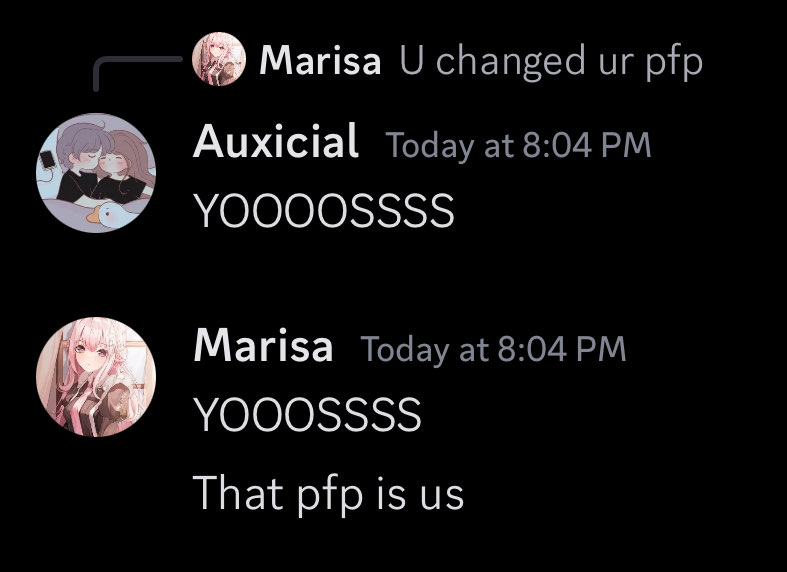 Marisa U changed ur pfp
Auxicial Today at 8:04 PM
YOOOOSSSS
Marisa Today at 8:04 PM
YOOOSSSS
That pfp is us